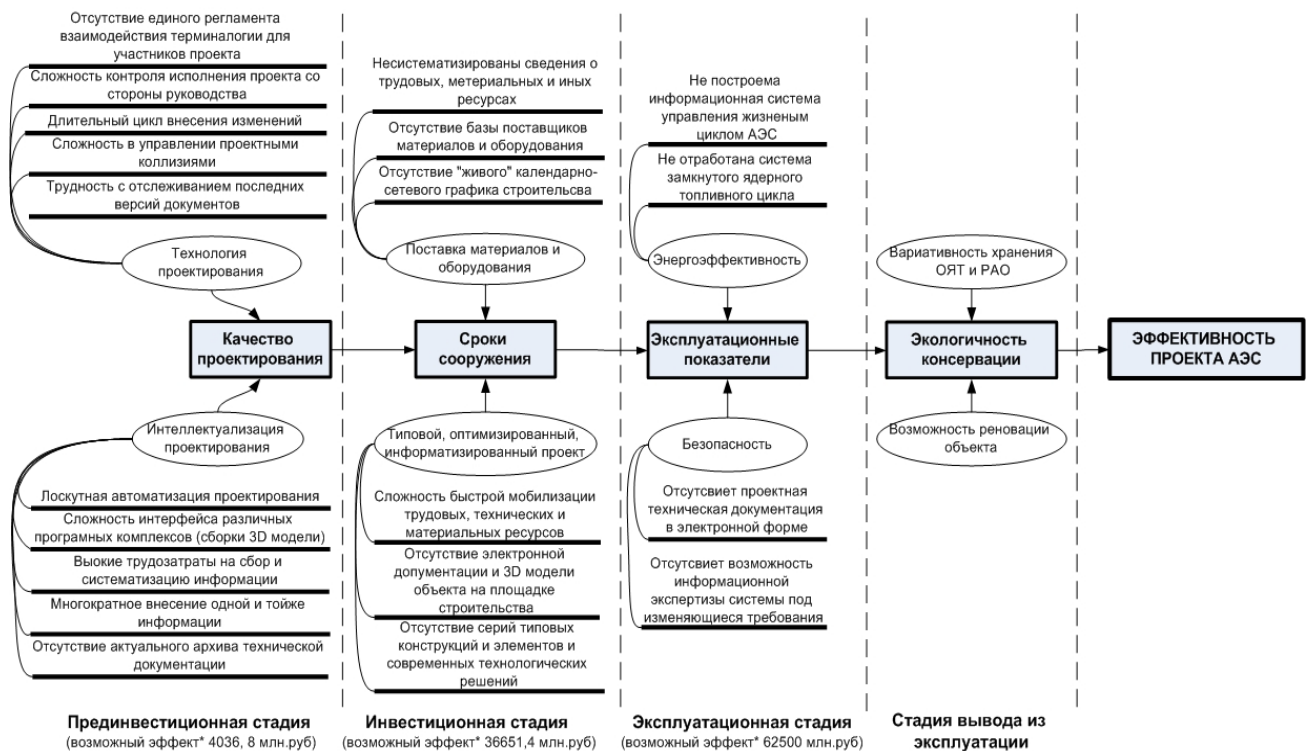 Отсутствие единого регламента
взаимодействия терминалогии для
участников проекта
Сложность контроля исполнения проекта со
стороны руководства
Длительный цикл внесения изменений
Сложность в управлении проектными
коллизиями
Трудность с отслеживанием последних
версий документов
Технология
проектирования
Качество
проектирования
Интеллектуализация
проектирования
Лоскутная автоматизация проектирования
Сложность интерфейса различных
програмных комплексов (сборки 3D модели)
Выокие трудозатраты на сбор и
систематизацию информации
Многократное внесение одной и тойже
информации
Отсутствие актуального архива технической
документации
Прединвестиционная стадия
(возможный эффект* 4036, 8 млн.руб)
Несистематизированы сведения о
трудовых, метериальных и иных
ресурсах
Отсутствие базы поставщиков
материалов и оборудования
Отсутствие "живого" календарно-
сетевого графика строительсва
Поставка материалов и
оборудования
Сроки
сооружения
Типовой, оптимизированный,
информатизированный проект
Сложность быстрой мобилизации
трудовых, технических и
материальных ресурсов
Отсутствие электронной
допументации и 3D модели
объекта на площадке
строительства
Отсутствие серий типовых
конструкций и элементов и
современных технологических
решений
Инвестиционная стадия
(возможный эффект* 36651,4 млн.руб)
Не построема
информационная система
управления жизненым
циклом АЭС
Не отработана система
замкнутого ядерного
топливного цикла
Энергоэффективность
Эксплуатационные
показатели
Безопасность
Отсутсвиет проектная
техническая документация
в электронной форме
Отсутсвиет возможность
информационной
экспертизы системы под
изменяющиеся требования
Эксплуатационная стадия
(возможный эффект* 62500 млн.руб)
Вариативность хранения
ОЯТ и РАО
Экологичность
консервации
Возможность реновации
объекта
Стадия вывода из
эксплуатации
ЭФФЕКТИВНОСТЬ
ПРОЕКТА АЭС